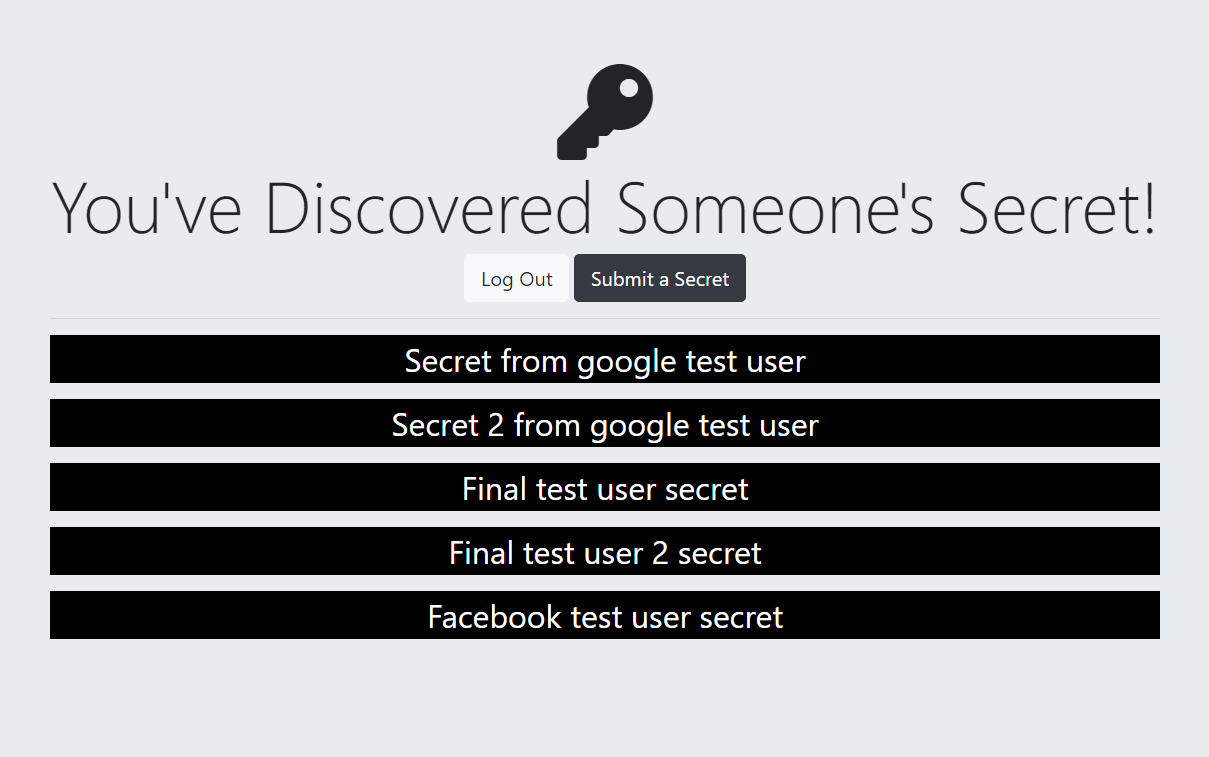 You've Discovered Someone's Secret!
Log Out
Submit a Secret
Secret from google test user
Secret 2 from google test user
Final test user secret
Final test user 2 secret
Facebook test user secret